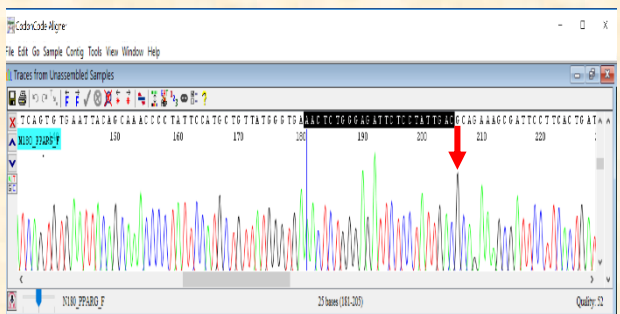 CodonCode Aligner
File Edit Go Sample Contig Tools View Window Help
Traces from Unassembled Samples
TCAGTGTGAATTACAGCAAACCCCTATTCCATGCTGTTATGGGTGAAACTCTGGGAGATTCTCCTATTGACGCAGAAAGCGATTCCTTCACTGAT
N180_PPARG_F 150 160 170 180 190 200 210 220
N180_PPARG_F 25 bases (181-205) Quality: 52